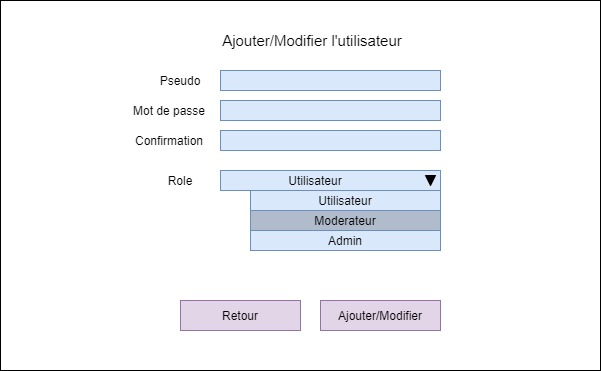 Ajouter/Modifier l'utilisateur
Pseudo
Mot de passe
Confirmation
Role Utilisateur
Utilisateur
Moderateur
Admin
Retour Ajouter/Modifier